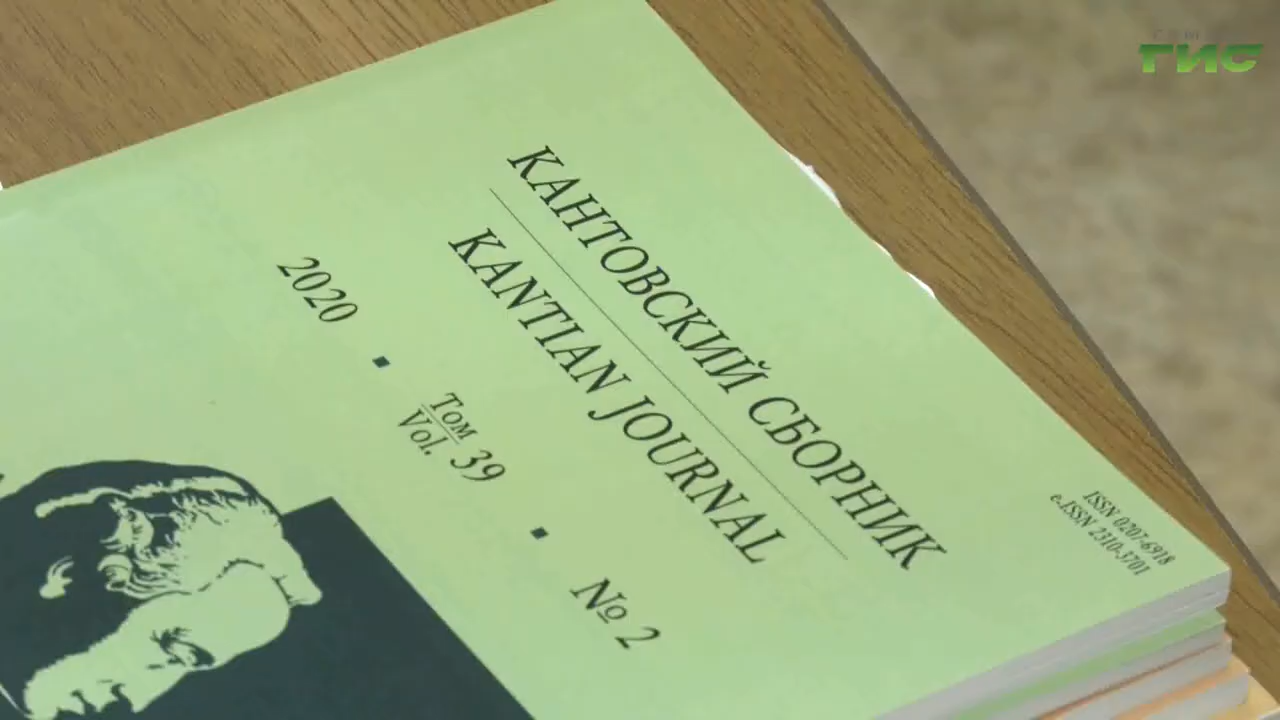 ГИС
КАНТОВСКИЙ СБОРНИК
KANTIAN JOURNAL
2020 ▪ Том 39 ▪ № 2
Vol.
ISSN 0207-6918
e.ISSN 2310-3701